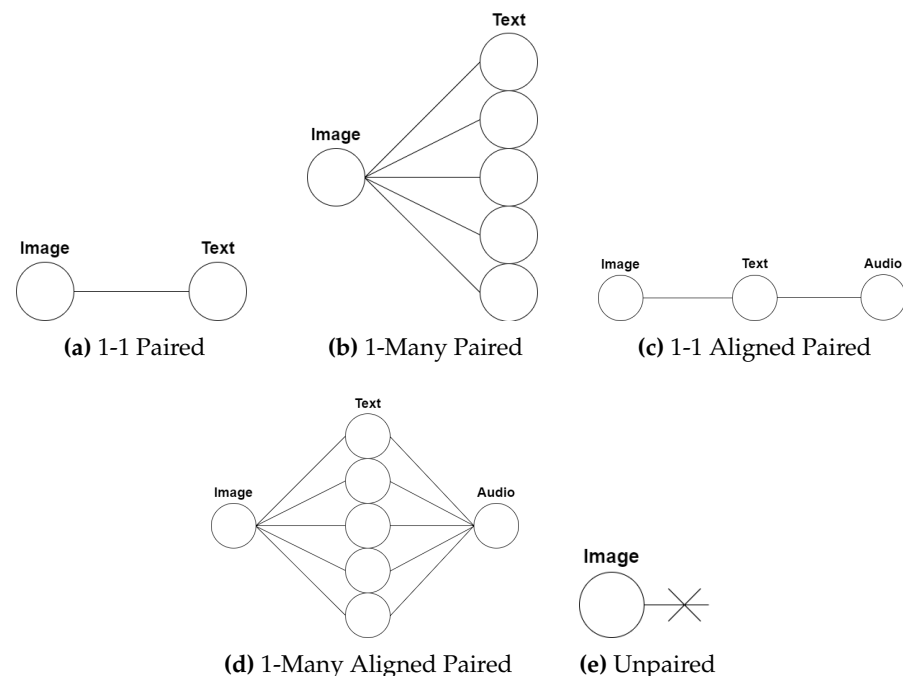 Text
Image
Image
Text
Image
Text
Audio
(a) 1-1 Paired
(b) 1-Many Paired
(c) 1-1 Aligned Paired
Text
Image
Audio
Image
(d) 1-Many Aligned Paired
(e) Unpaired